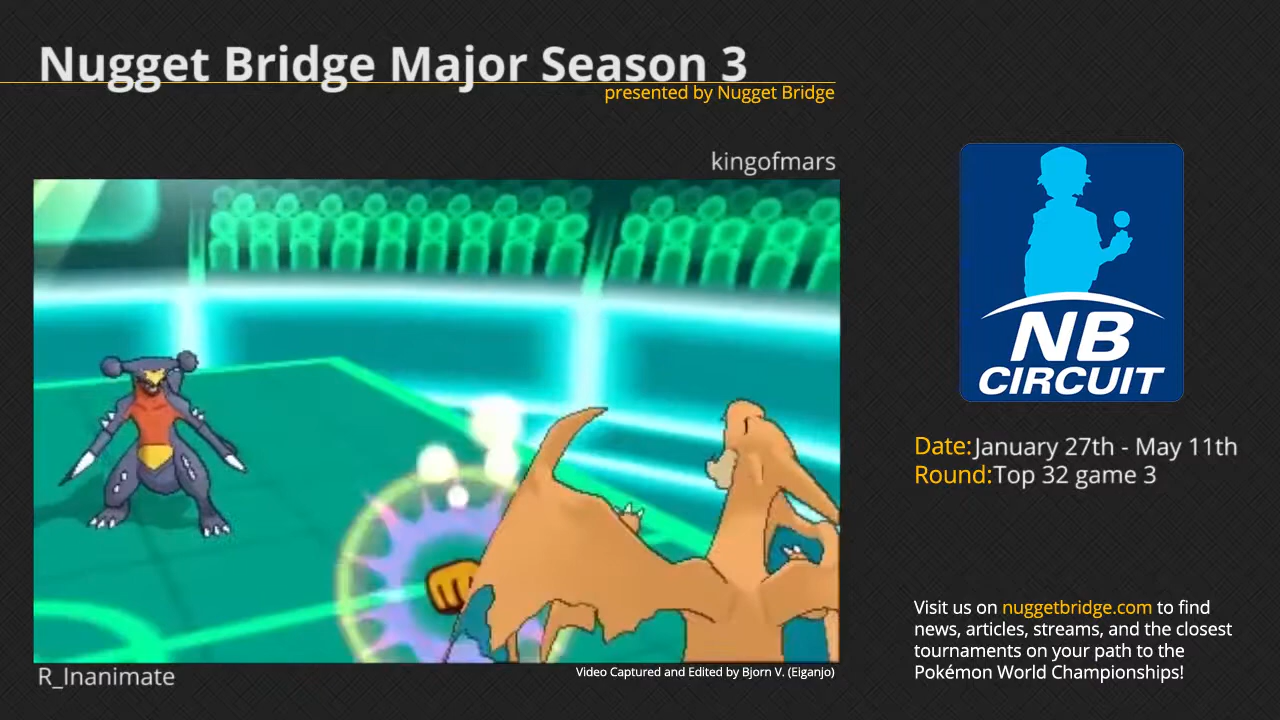 Nugget Bridge Major Season 3
presented by Nugget Bridge
kingofmars
NB
CIRCUIT
Date:January 27th - May 11th
Round:Top 32 game 3
Visit us on nuggetbridge.com to find
news, articles, streams, and the closest
tournaments on your path to the
Pokémon World Championships!
R_Inanimate
Video Captured and Edited by Bjorn V. (Eiganjo)